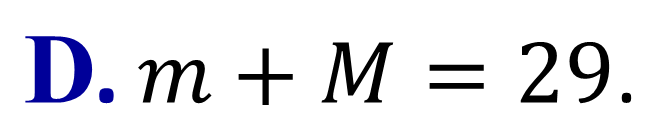 D. m + M = 29.